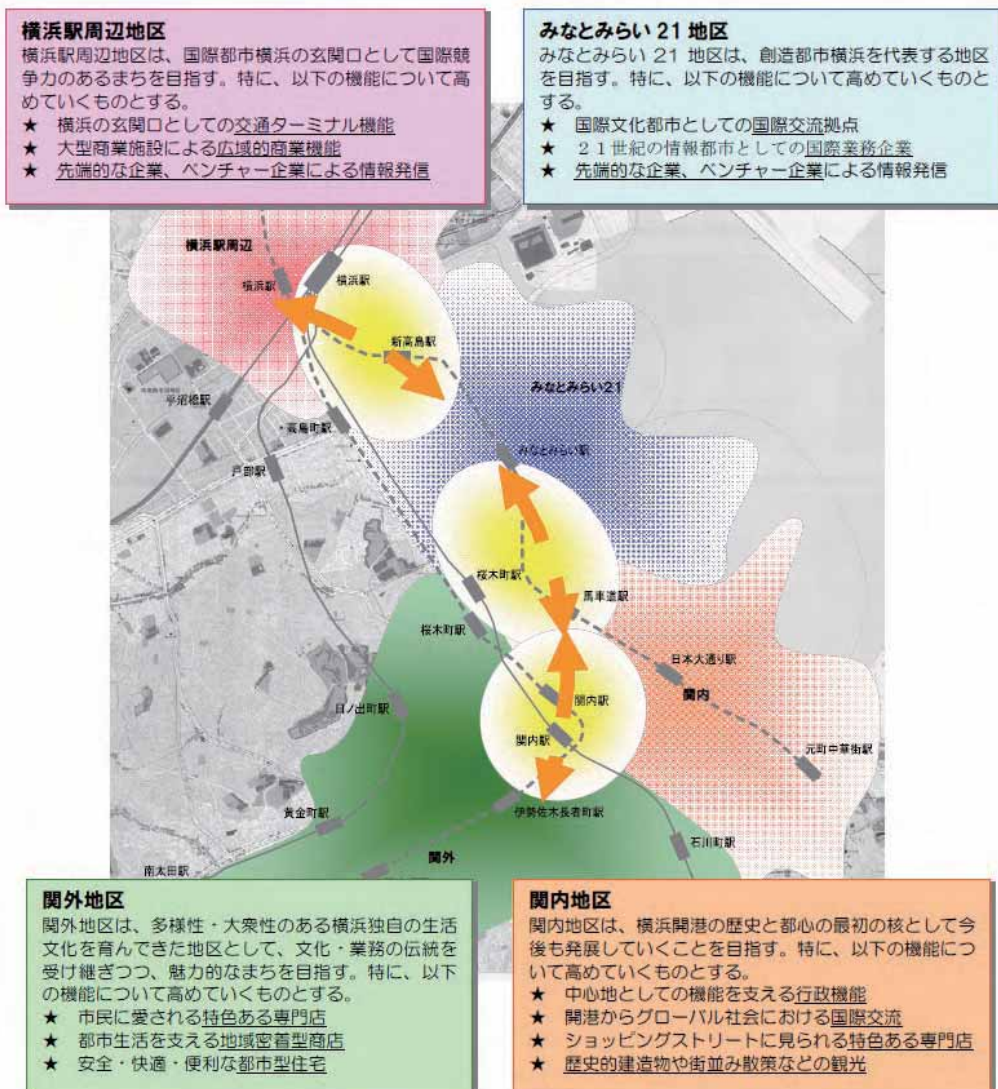 横浜駅周辺地区
横浜駅周辺地区は、国際都市横浜の玄関口として国際競
争力のあるまちを目指す。特に、以下の機能について高
めていくものとする。
★ 横浜の玄関口としての交通ターミナル機能
★ 大型商業施設による広域的商業機能
★ 先端的な企業、ベンチャー企業による情報発信
みなとみらい 21 地区
みなとみらい 21 地区は、創造都市横浜を代表する地区
を目指す。特に、以下の機能について高めていくものと
する。
★ 国際文化都市としての国際交流拠点
★ 21世紀の情報都市としての国際業務企業
★ 先端的な企業、ベンチャー企業による情報発信
横浜駅周辺
横浜駅
横浜駅
新高島駅
みなとみらい21
平沼橋駅
高島町駅
戸部駅
みなとみらい駅
桜木町駅
馬車道駅
桜木町駅
日本大通り駅
関内
関内駅
日ノ出町駅
関内駅
元町中華街駅
伊勢佐木長者町駅
黄金町駅
石川町駅
関外
南太田駅
関外地区
関外地区は、多様性・大衆性のある横浜独自の生活
文化を育んできた地区として、文化・業務の伝統を
受け継ぎつつ、魅力的なまちを目指す。特に、以下
の機能について高めていくものとする。
★ 市民に愛される特色ある専門店
★ 都市生活を支える地域密着型商店
★ 安全・快適・便利な都市型住宅
関内地区
関内地区は、横浜開港の歴史と都心の最初の核として今
後も発展していくことを目指す。特に、以下の機能につ
いて高めていくものとする。
★ 中心地としての機能を支える行政機能
★ 開港からグローバル社会における国際交流
★ ショッピングストリートに見られる特色ある専門店
★ 歴史的建造物や街並み散策などの観光